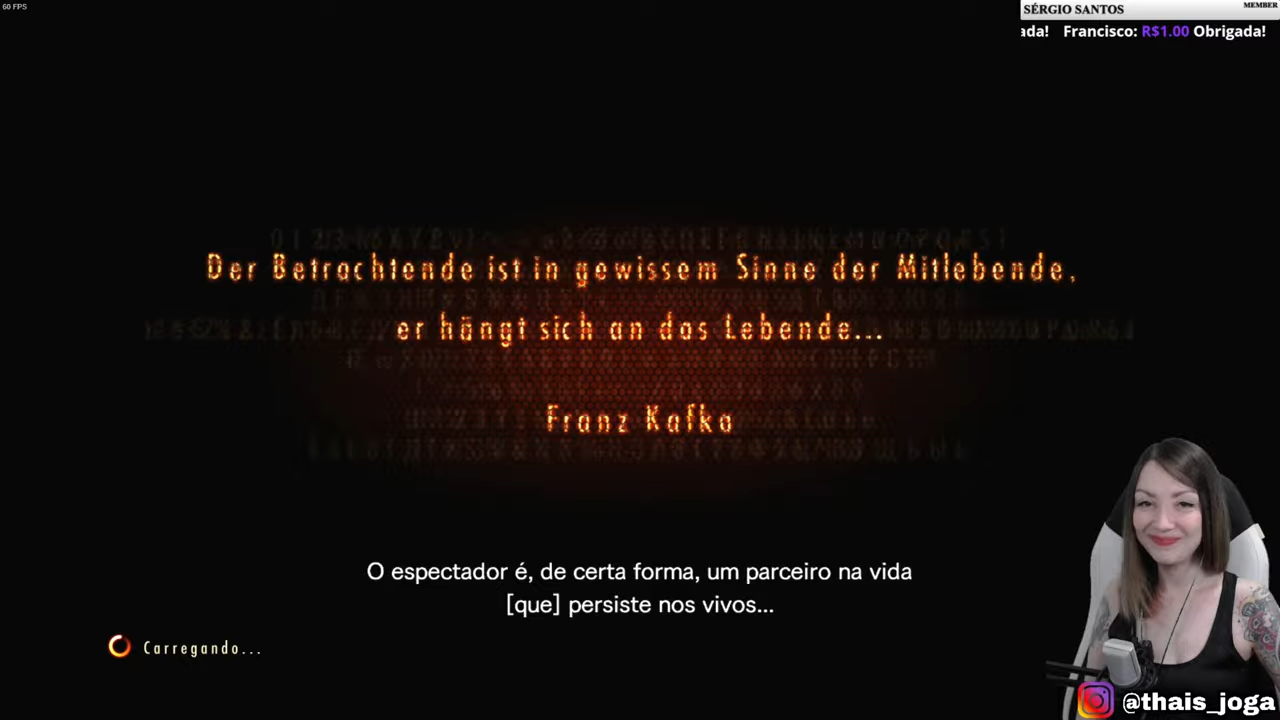 60 FPS
SÉRGIO SANTOS MEMBER
ada! Francisco: R$1.00 Obrigada!
Der Betrachtende ist in gewissem Sinne der Mitlebende,
er hängt sich an das Lebende...
Franz Kafka
O espectador é, de certa forma, um parceiro na vida
[que] persiste nos vivos...
Carregando...
@thais_joga